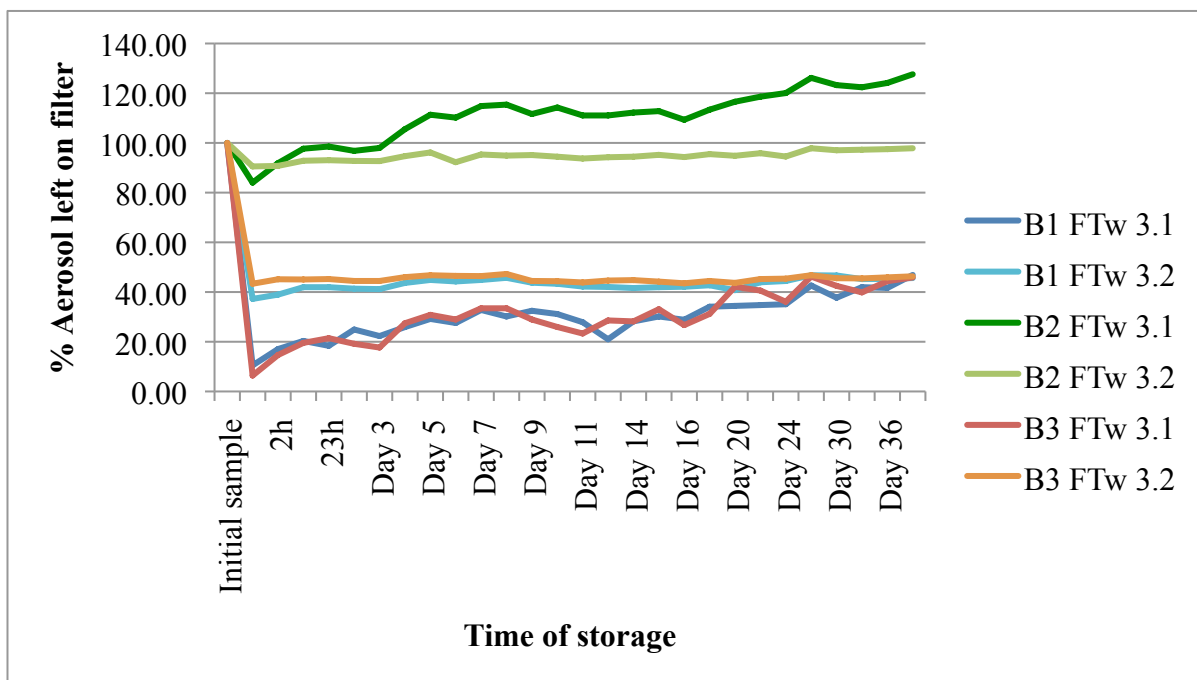 % Aerosol left on filter
140.00
120.00
100.00
80.00
60.00
40.00
20.00
0.00
Initial sample
2h
23h
Day 3
Day 5
Day 7
Day 9
Day 11
Day 14
Day 16
Day 20
Day 24
Day 30
Day 36
Time of storage
B1 FTw 3.1
B1 FTw 3.2
B2 FTw 3.1
B2 FTw 3.2
B3 FTw 3.1
B3 FTw 3.2